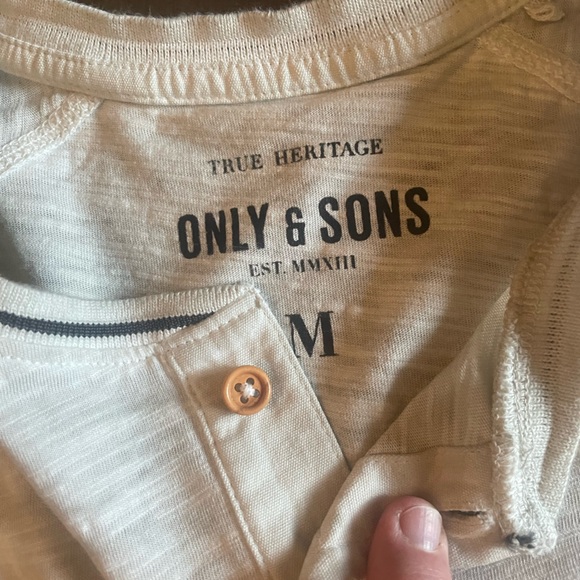 TRUE HERITAGE
ONLY & SONS
EST. MMXIII
M